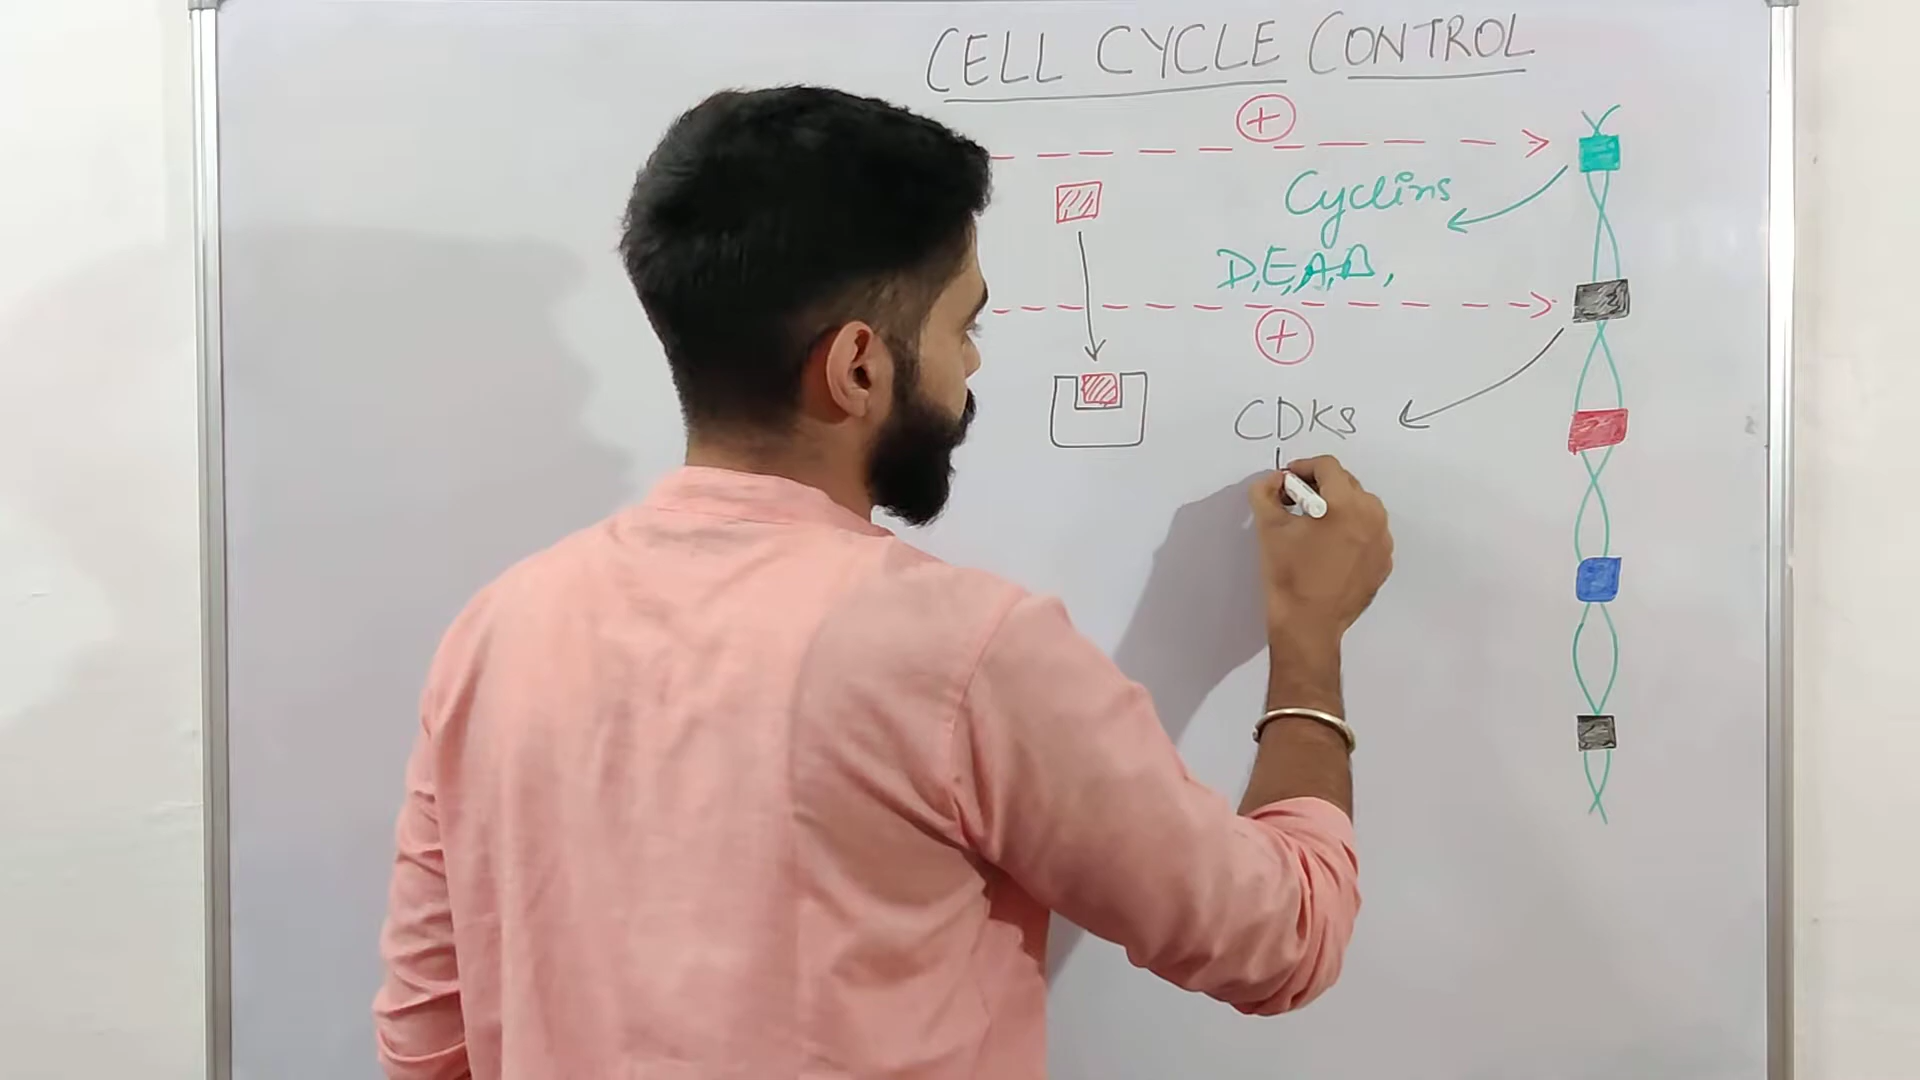 CELL CYCLE CONTROL
+
Cyclins
D, E, A, B,
+
CDKs